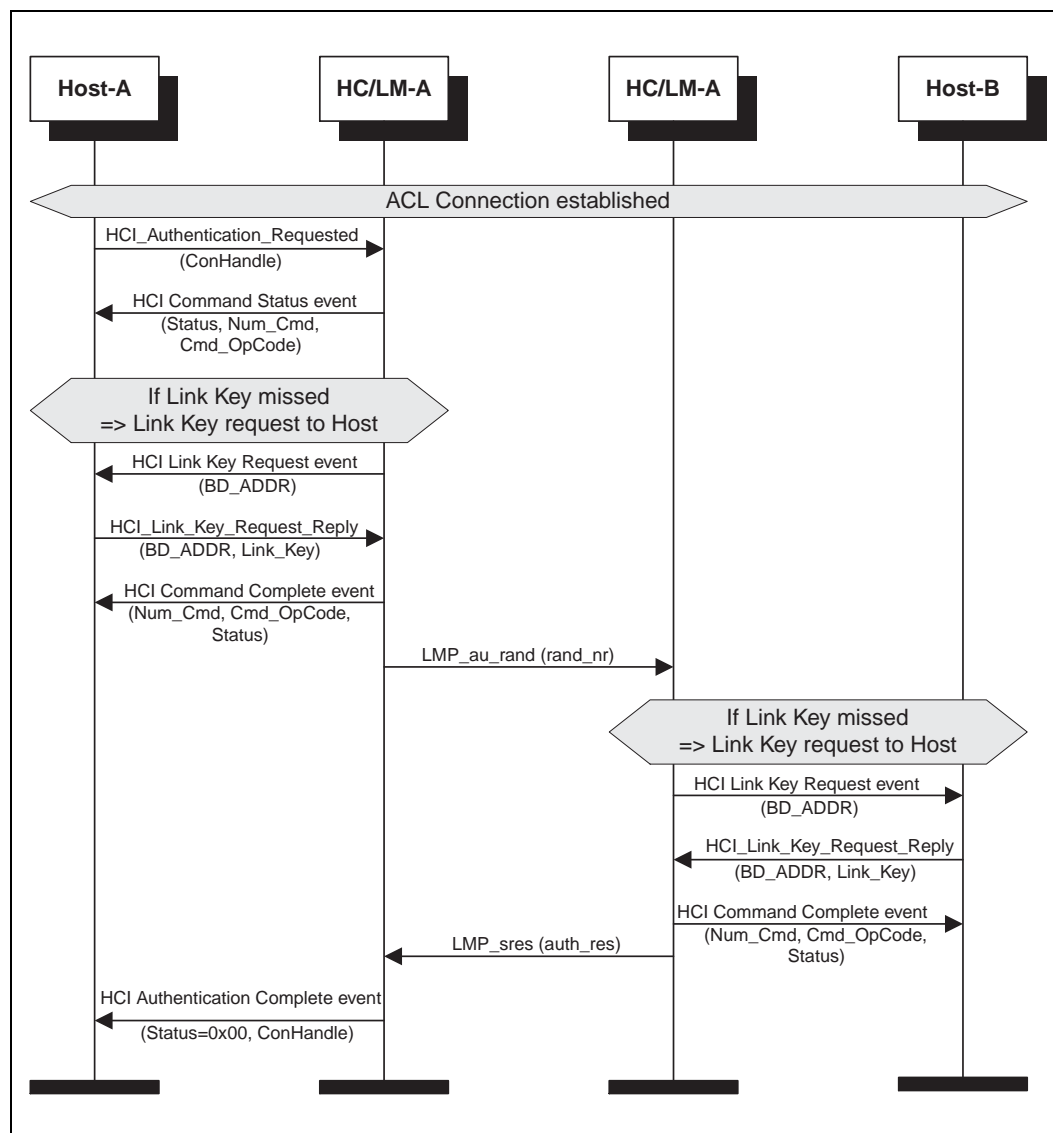 Host-A
HC/LM-A
HC/LM-A
Host-B
ACL Connection established
HCI_Authentication_Requested
(ConHandle)
HCI Command Status event
(Status, Num_Cmd,
Cmd_OpCode)
If Link Key missed
=> Link Key request to Host
HCI Link Key Request event
(BD_ADDR)
HCI_Link_Key_Request_Reply
(BD_ADDR, Link_Key)
HCI Command Complete event
(Num_Cmd, Cmd_OpCode,
Status)
LMP_au_rand (rand_nr)
If Link Key missed
=> Link Key request to Host
HCI Link Key Request event
(BD_ADDR)
HCI_Link_Key_Request_Reply
(BD_ADDR, Link_Key)
HCI Command Complete event
(Num_Cmd, Cmd_OpCode,
Status)
LMP_sres (auth_res)
HCI Authentication Complete event
(Status=0x00, ConHandle)